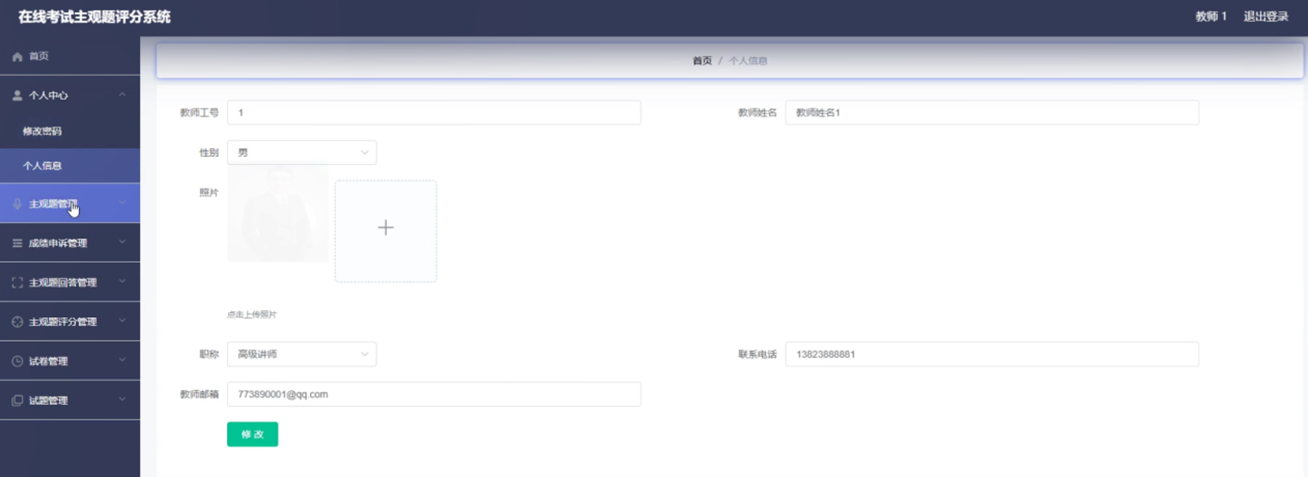 在线考试主观题评分系统
教师 1 退出登录
首页
个人中心
修改密码
个人信息
主观题管理
成绩申诉管理
主观题回答管理
主观题评分管理
试卷管理
试题管理
首页 / 个人信息
教师工号 1
教师姓名 教师姓名1
性别 男
照片
点击上传照片
职称 高级讲师
联系电话 13823888881
教师邮箱 773890001@qq.com
修 改